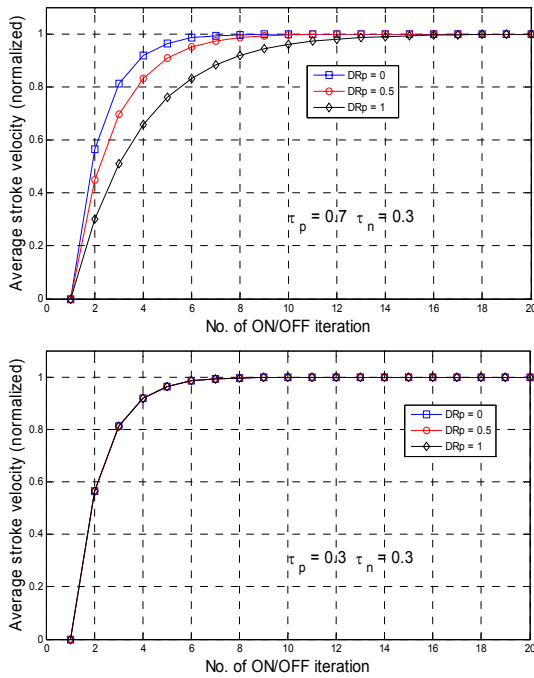 Average stroke velocity (normalized)
1
0.8
0.6
0.4
0.2
0
DRp = 0
DRp = 0.5
DRp = 1
τp = 0.7 τn = 0.3
0 2 4 6 8 10 12 14 16 18 20
No. of ON/OFF iteration
Average stroke velocity (normalized)
1
0.8
0.6
0.4
0.2
0
DRp = 0
DRp = 0.5
DRp = 1
τp = 0.3 τn = 0.3
0 2 4 6 8 10 12 14 16 18 20
No. of ON/OFF iteration